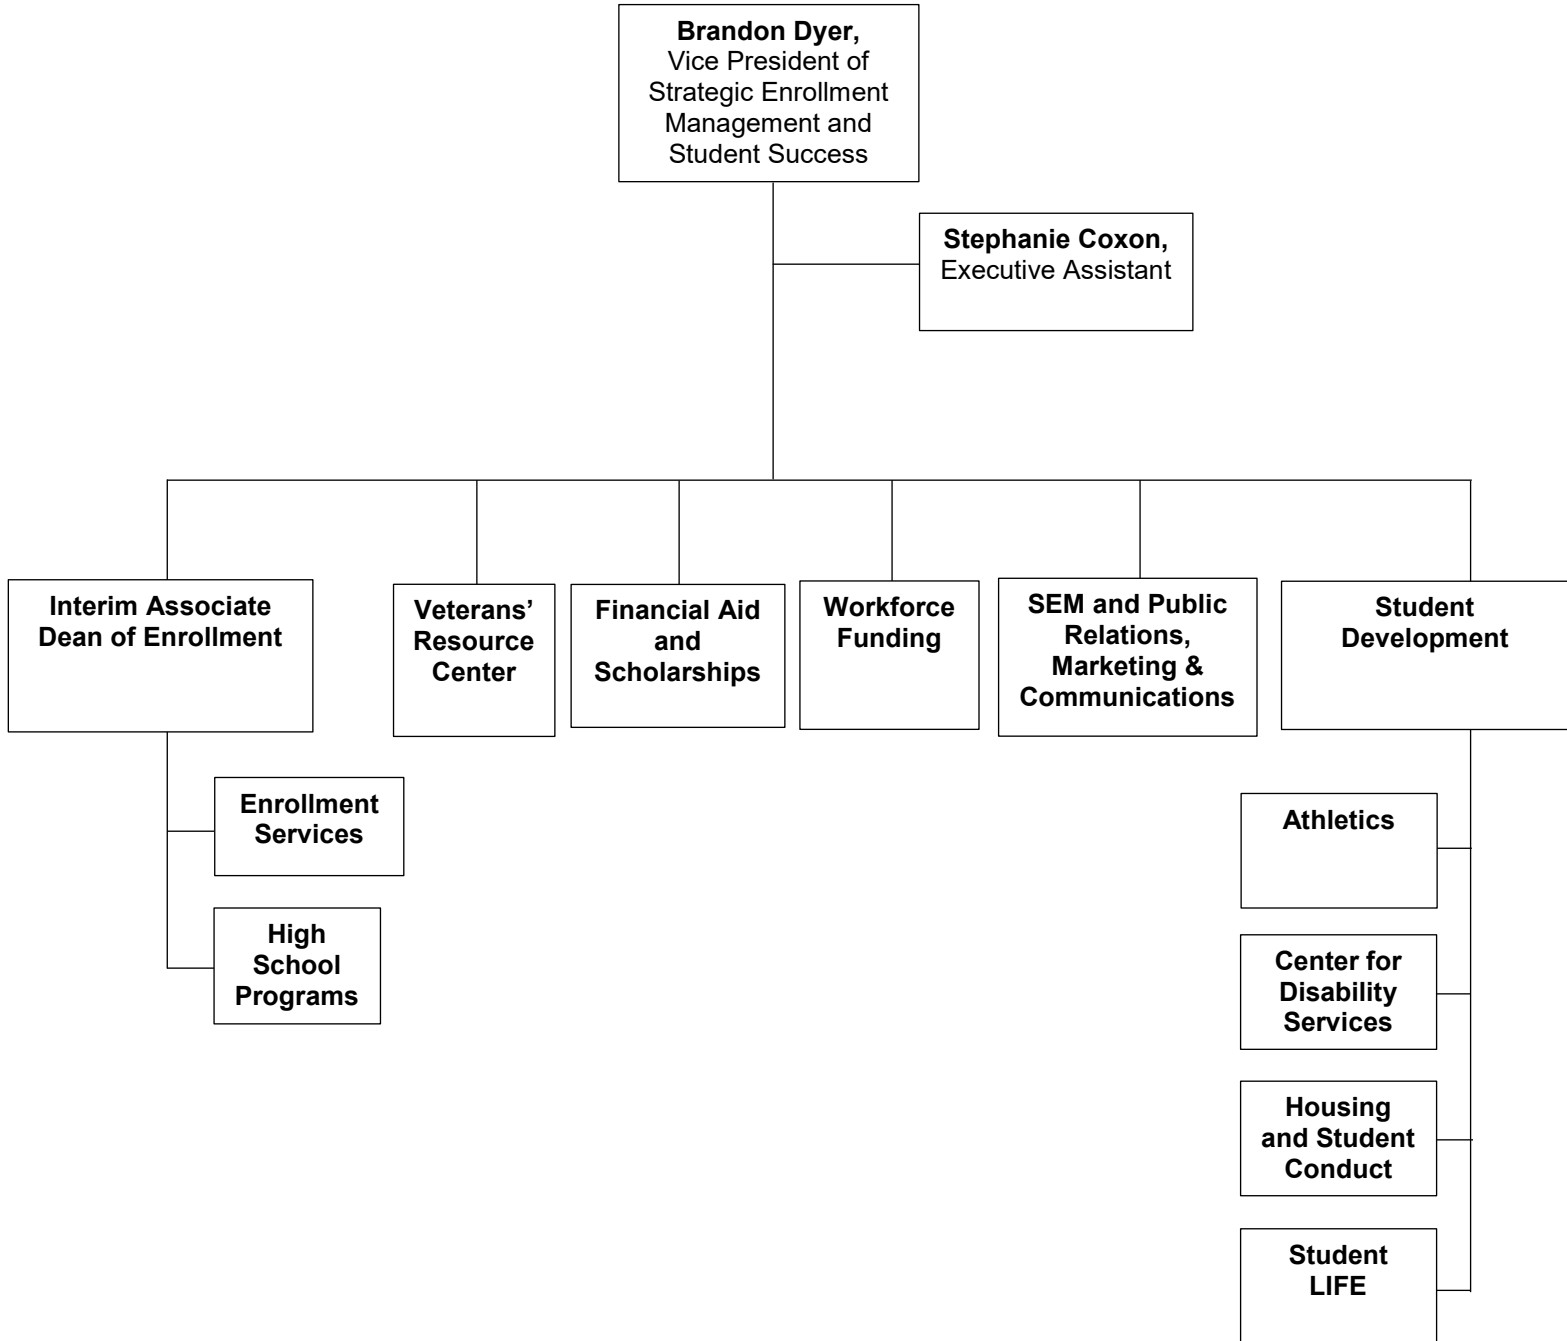 Brandon Dyer,
Vice President of
Strategic Enrollment
Management and
Student Success
Stephanie Coxon,
Executive Assistant
Interim Associate
Dean of Enrollment
Veterans’
Resource
Center
Financial Aid
and
Scholarships
Workforce
Funding
SEM and Public
Relations,
Marketing &
Communications
Student
Development
Enrollment
Services
High
School
Programs
Athletics
Center for
Disability
Services
Housing
and Student
Conduct
Student
LIFE